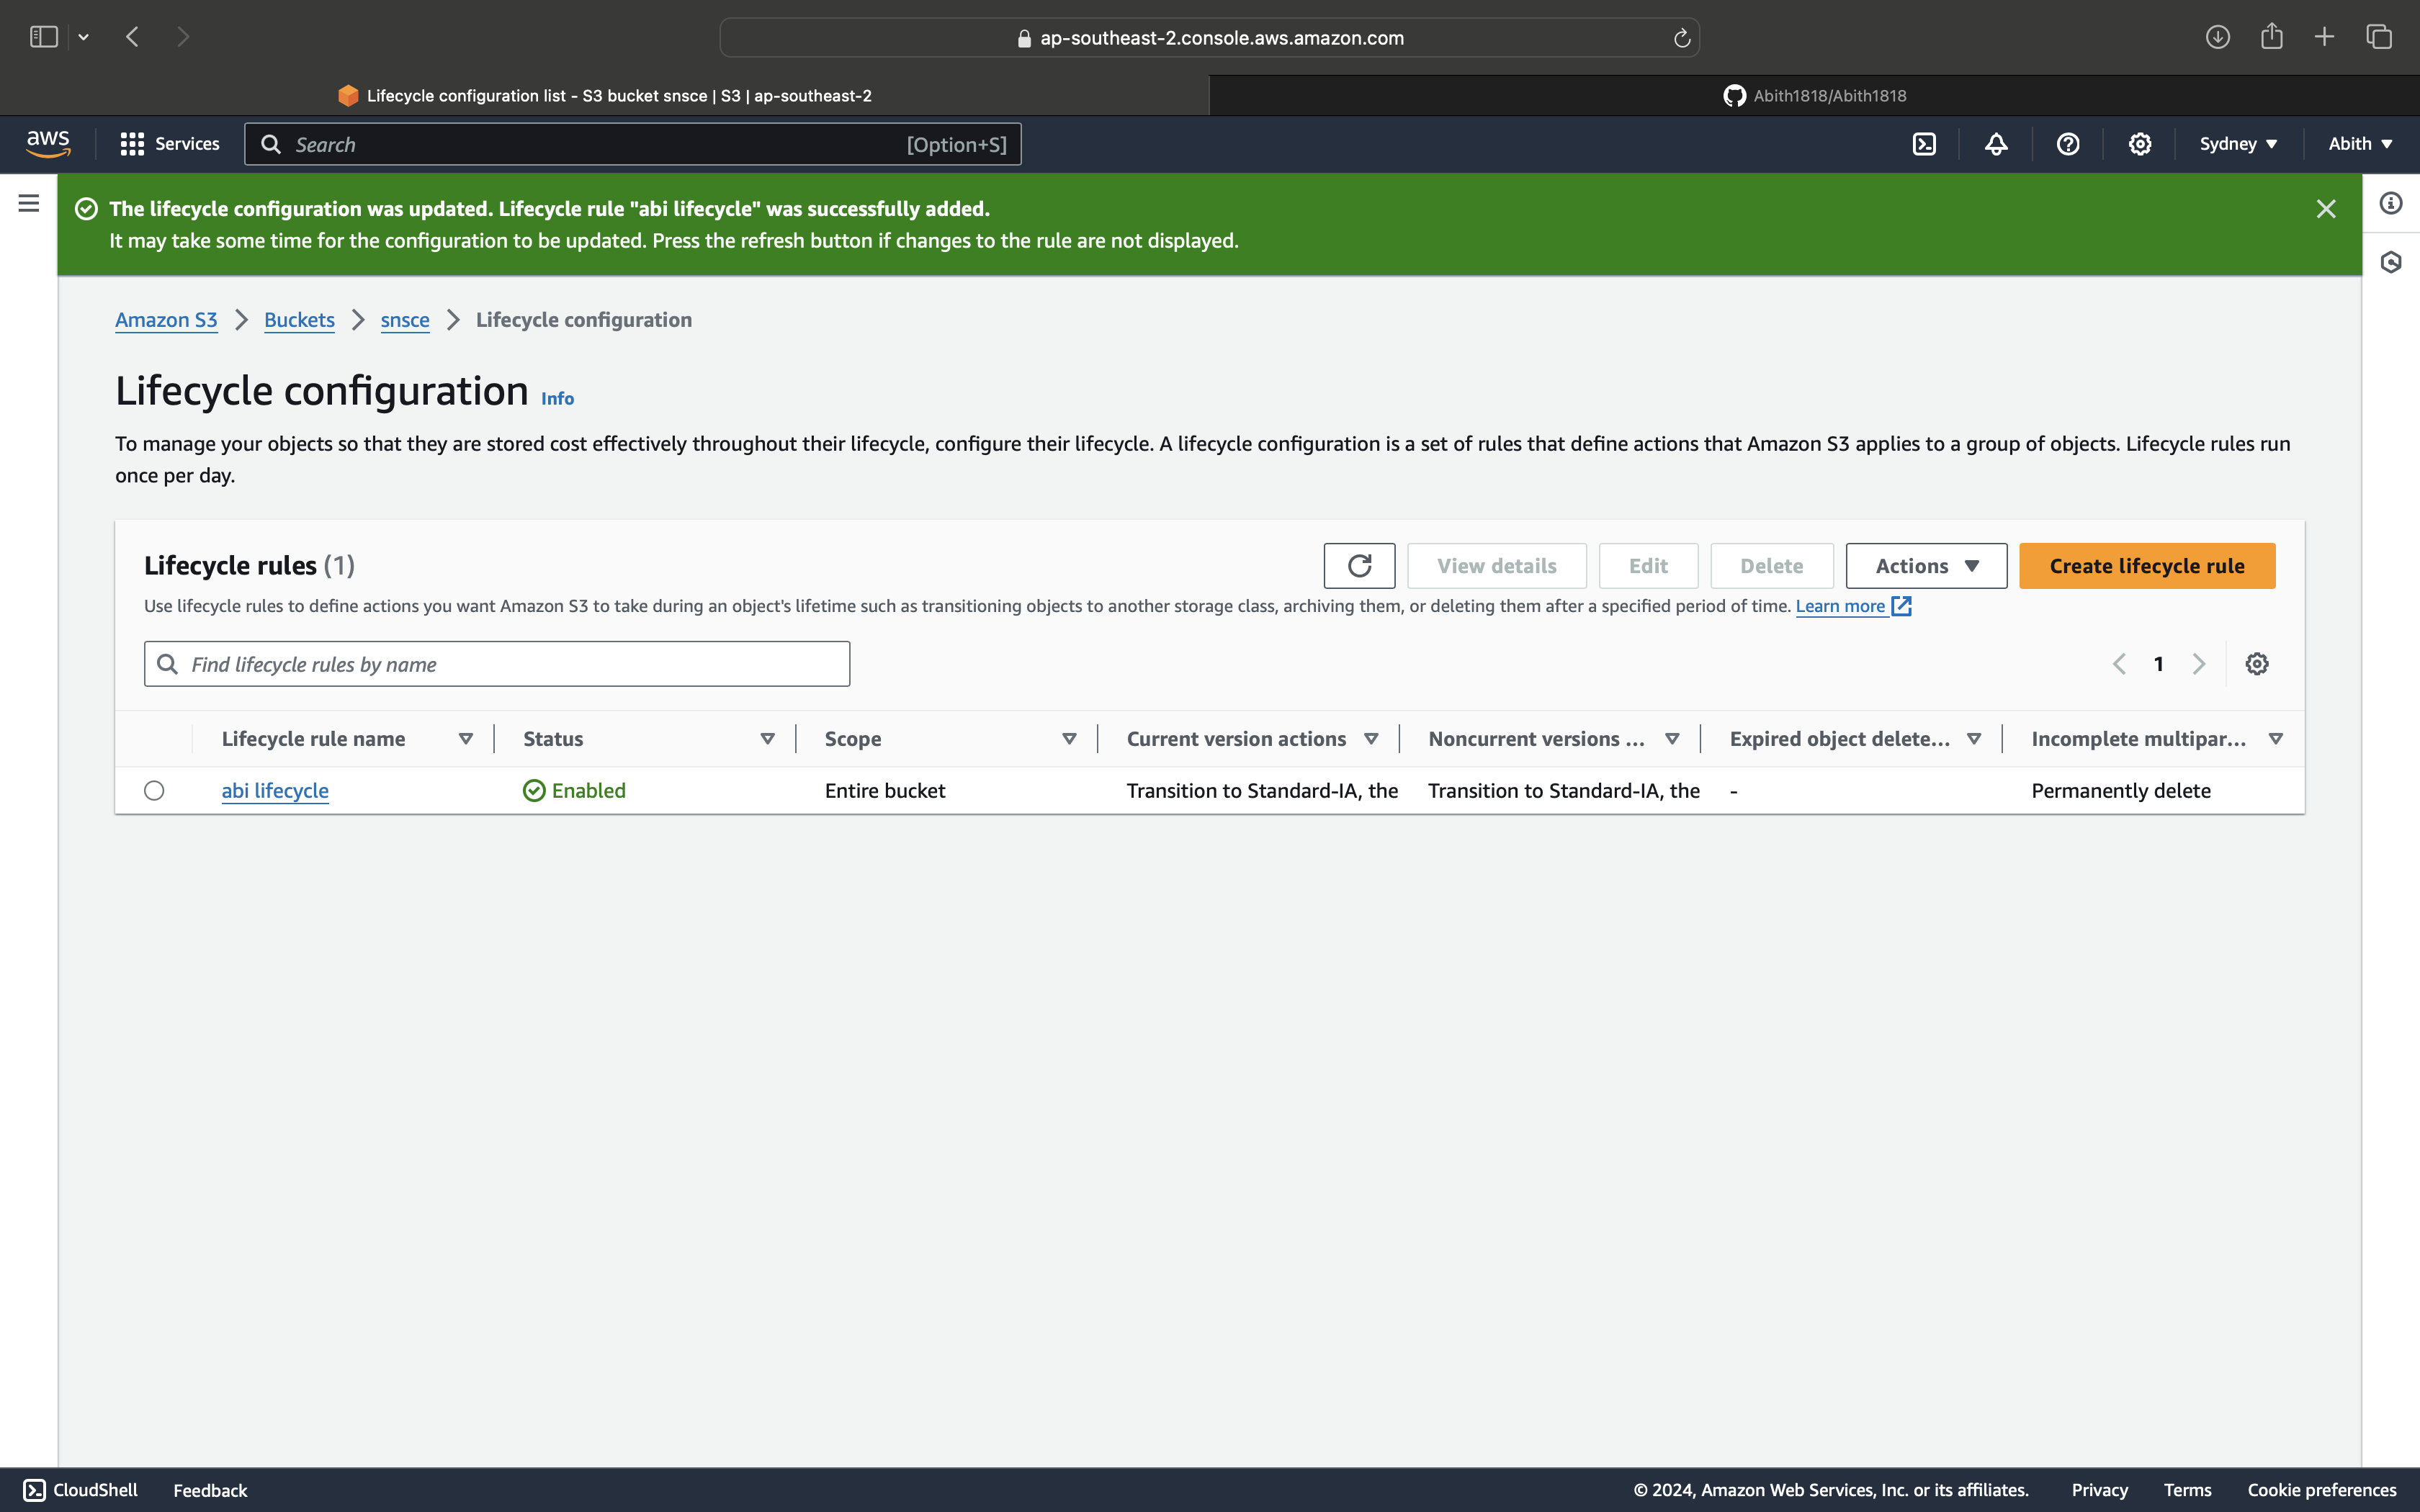 ap-southeast-2.console.aws.amazon.com
Lifecycle configuration list - S3 bucket snsce | S3 | ap-southeast-2
Abith1818/Abith1818
aws
Services
Search
[Option+S]
Sydney
Abith
The lifecycle configuration was updated. Lifecycle rule "abi lifecycle" was successfully added.
It may take some time for the configuration to be updated. Press the refresh button if changes to the rule are not displayed.
Amazon S3
Buckets
snsce
Lifecycle configuration
Lifecycle configuration Info
To manage your objects so that they are stored cost effectively throughout their lifecycle, configure their lifecycle. A lifecycle configuration is a set of rules that define actions that Amazon S3 applies to a group of objects. Lifecycle rules run
once per day.
Lifecycle rules (1)
View details
Edit
Delete
Actions
Create lifecycle rule
Use lifecycle rules to define actions you want Amazon S3 to take during an object's lifetime such as transitioning objects to another storage class, archiving them, or deleting them after a specified period of time. Learn more
Find lifecycle rules by name
1
Lifecycle rule name
Status
Scope
Current version actions
Noncurrent versions ...
Expired object delete...
Incomplete multipar...
abi lifecycle
Enabled
Entire bucket
Transition to Standard-IA, the
Transition to Standard-IA, the
-
Permanently delete
CloudShell
Feedback
© 2024, Amazon Web Services, Inc. or its affiliates.
Privacy
Terms
Cookie preferences